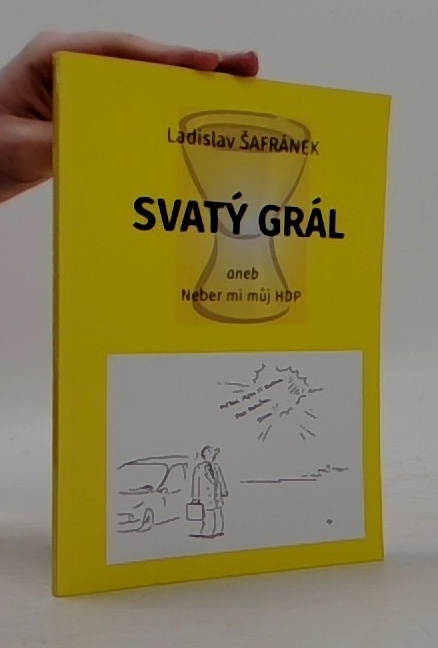 Ladislav ŠAFRÁNEK
SVATÝ GRÁL
aneb
Neber mi můj HDP